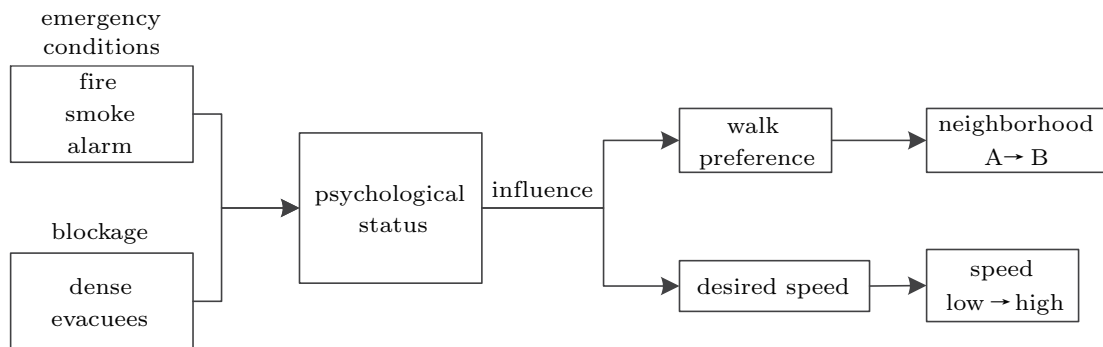 emergency
conditions
fire
smoke
alarm
blockage
dense
evacuees
psychological
status
influence
walk
preference
neighborhood
A→ B
desired speed
speed
low → high